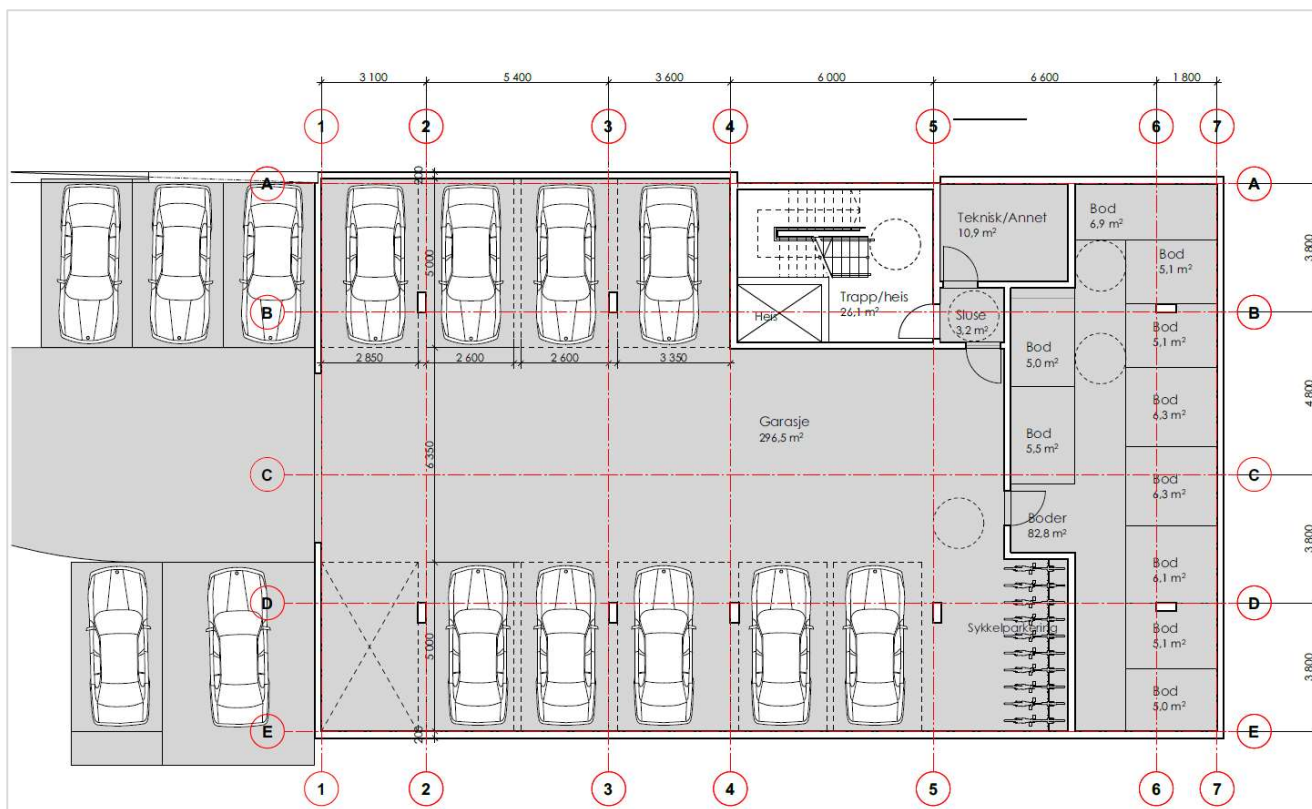 3 100
5 400
3 600
6 000
6 600
1 800
1
2
3
4
5
6
7
A
200
A
Teknisk/Annet
10,9 m²
Bod
6,9 m²
Bod
5,1 m²
3 800
5 000
B
Heis
Trapp/heis
26,1 m²
Sluse
3,2 m²
Bod
5,1 m²
B
2 850
2 600
2 600
3 350
Bod
5,0 m²
4 800
Garasje
296,5 m²
Bod
6,3 m²
6 350
Bod
5,5 m²
C
Bod
6,3 m²
C
Boder
82,8 m²
3 800
Bod
6,1 m²
D
Sykkelparkering
Bod
5,1 m²
D
5 000
3 800
Bod
5,0 m²
E
200
E
1
2
3
4
5
6
7